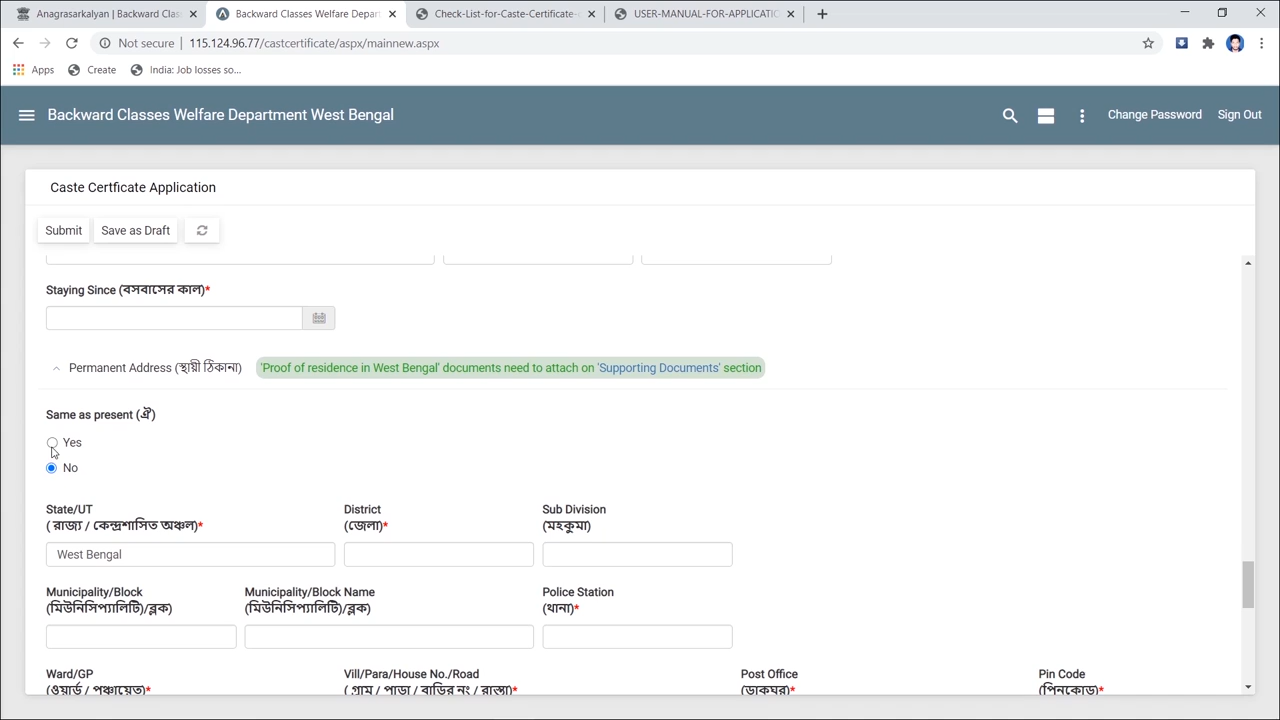 Anagrasarkalyan | Backward Clas
Backward Classes Welfare Depart
Check-List-for-Caste-Certificate-
USER-MANUAL-FOR-APPLICATIO
Not secure | 115.124.96.77/castcertificate/aspx/mainnew.aspx
Apps Create India: Job losses so...
Backward Classes Welfare Department West Bengal
Change Password Sign Out
Caste Certficate Application
Submit Save as Draft
Staying Since (বসবাসের কাল)*
Permanent Address (স্থায়ী ঠিকানা) 'Proof of residence in West Bengal' documents need to attach on 'Supporting Documents' section
Same as present (ঐ)
Yes
No
State/UT District Sub Division
( রাজ্য / কেন্দ্রশাসিত অঞ্চল)* (জেলা)* (মহকুমা)
West Bengal
Municipality/Block Municipality/Block Name Police Station
(মিউনিসিপ্যালিটি)/ব্লক) (মিউনিসিপ্যালিটি)/ব্লক) (থানা)*
Ward/GP Vill/Para/House No./Road Post Office Pin Code
(ওয়ার্ড / পঞ্চায়েত)* ( গ্রাম / পাড়া / বাড়ির নং / রাস্তা)* (ডাকঘর)* (পিনকোড)*